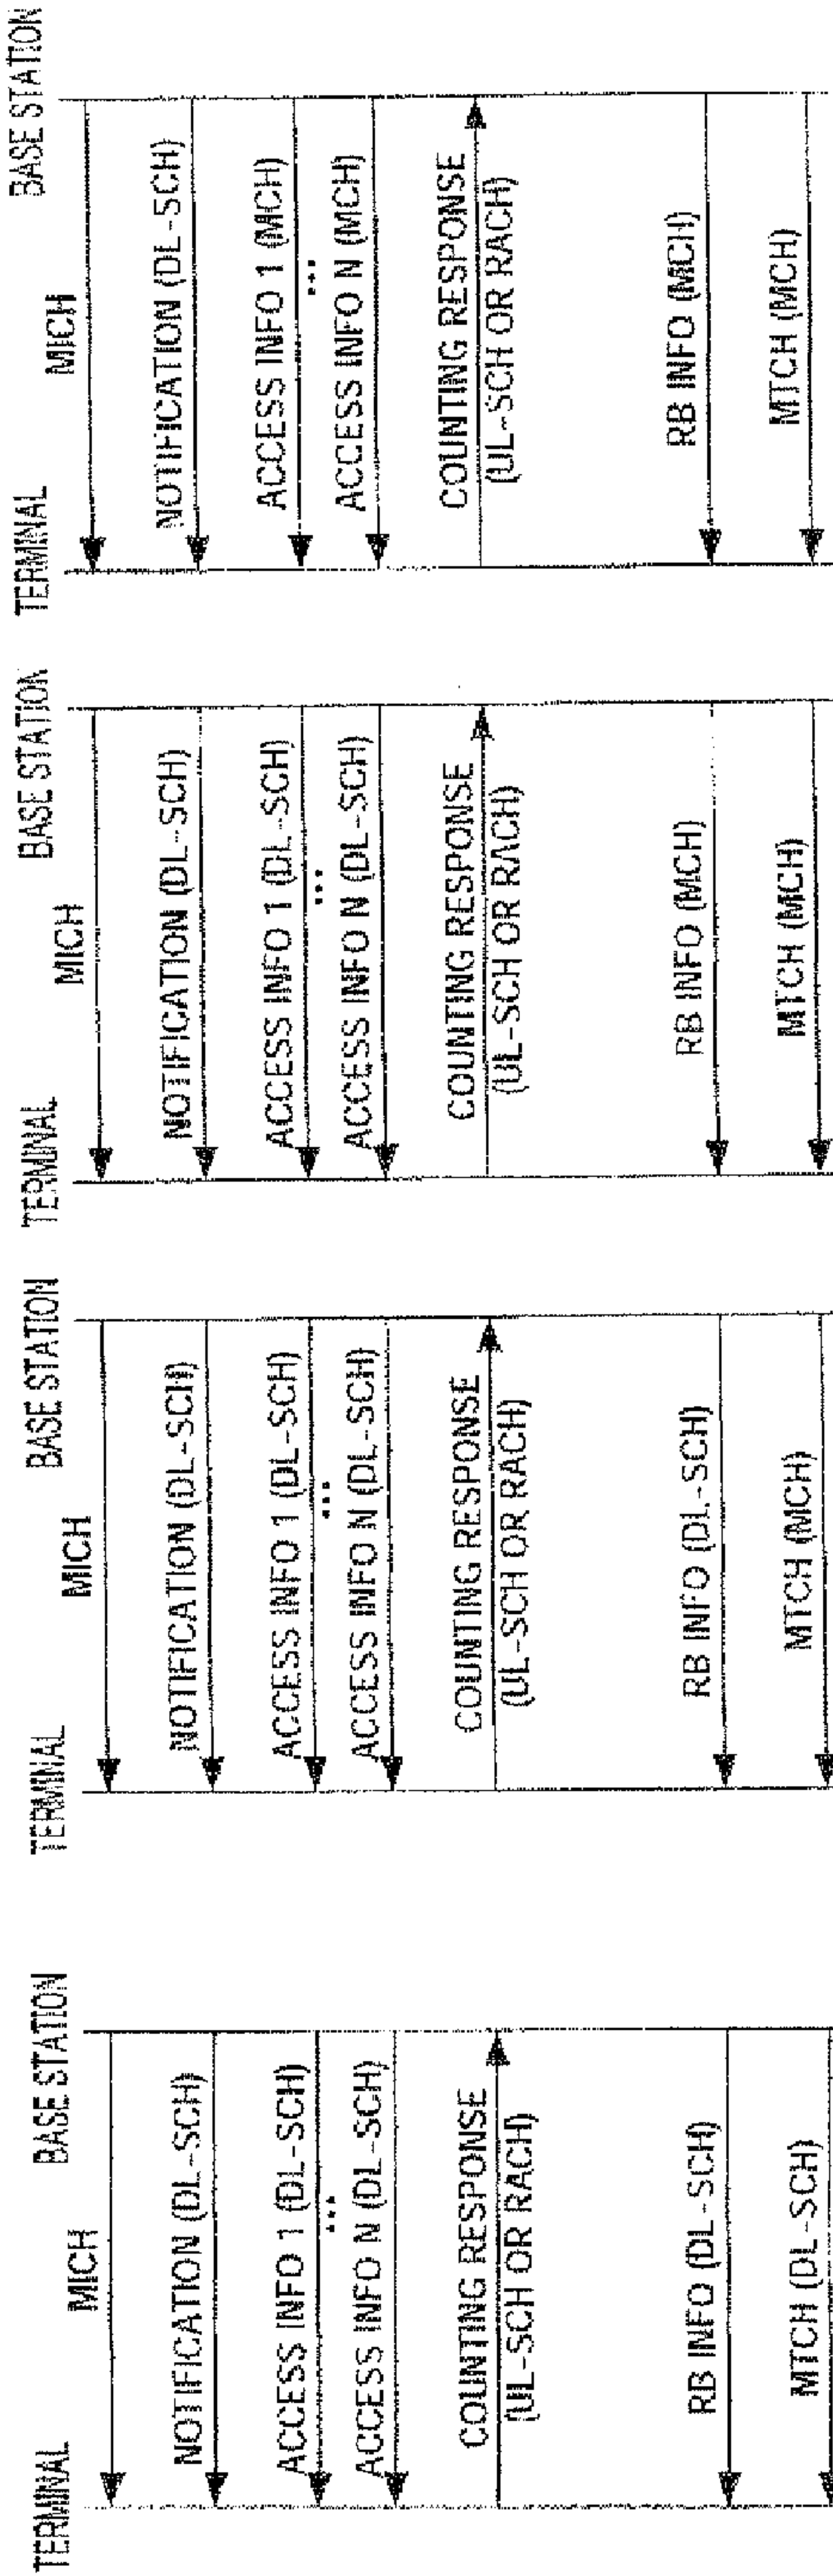 TERMINAL
BASE STATION
MICH
NOTIFICATION (DL-SCH)
ACCESS INFO 1 (DL-SCH)
...
ACCESS INFO N (DL-SCH)
COUNTING RESPONSE
(UL-SCH OR RACH)
RB INFO (DL-SCH)
MTCH (DL-SCH)
TERMINAL
BASE STATION
MICH
NOTIFICATION (DL-SCH)
ACCESS INFO 1 (DL-SCH)
...
ACCESS INFO N (DL-SCH)
COUNTING RESPONSE
(UL-SCH OR RACH)
RB INFO (DL-SCH)
MTCH (MCH)
TERMINAL
BASE STATION
MICH
NOTIFICATION (DL-SCH)
ACCESS INFO 1 (DL-SCH)
...
ACCESS INFO N (DL-SCH)
COUNTING RESPONSE
(UL-SCH OR RACH)
RB INFO (MCH)
MTCH (MCH)
TERMINAL
BASE STATION
MICH
NOTIFICATION (DL-SCH)
ACCESS INFO 1 (MCH)
...
ACCESS INFO N (MCH)
COUNTING RESPONSE
(UL-SCH OR RACH)
RB INFO (MCH)
MTCH (MCH)